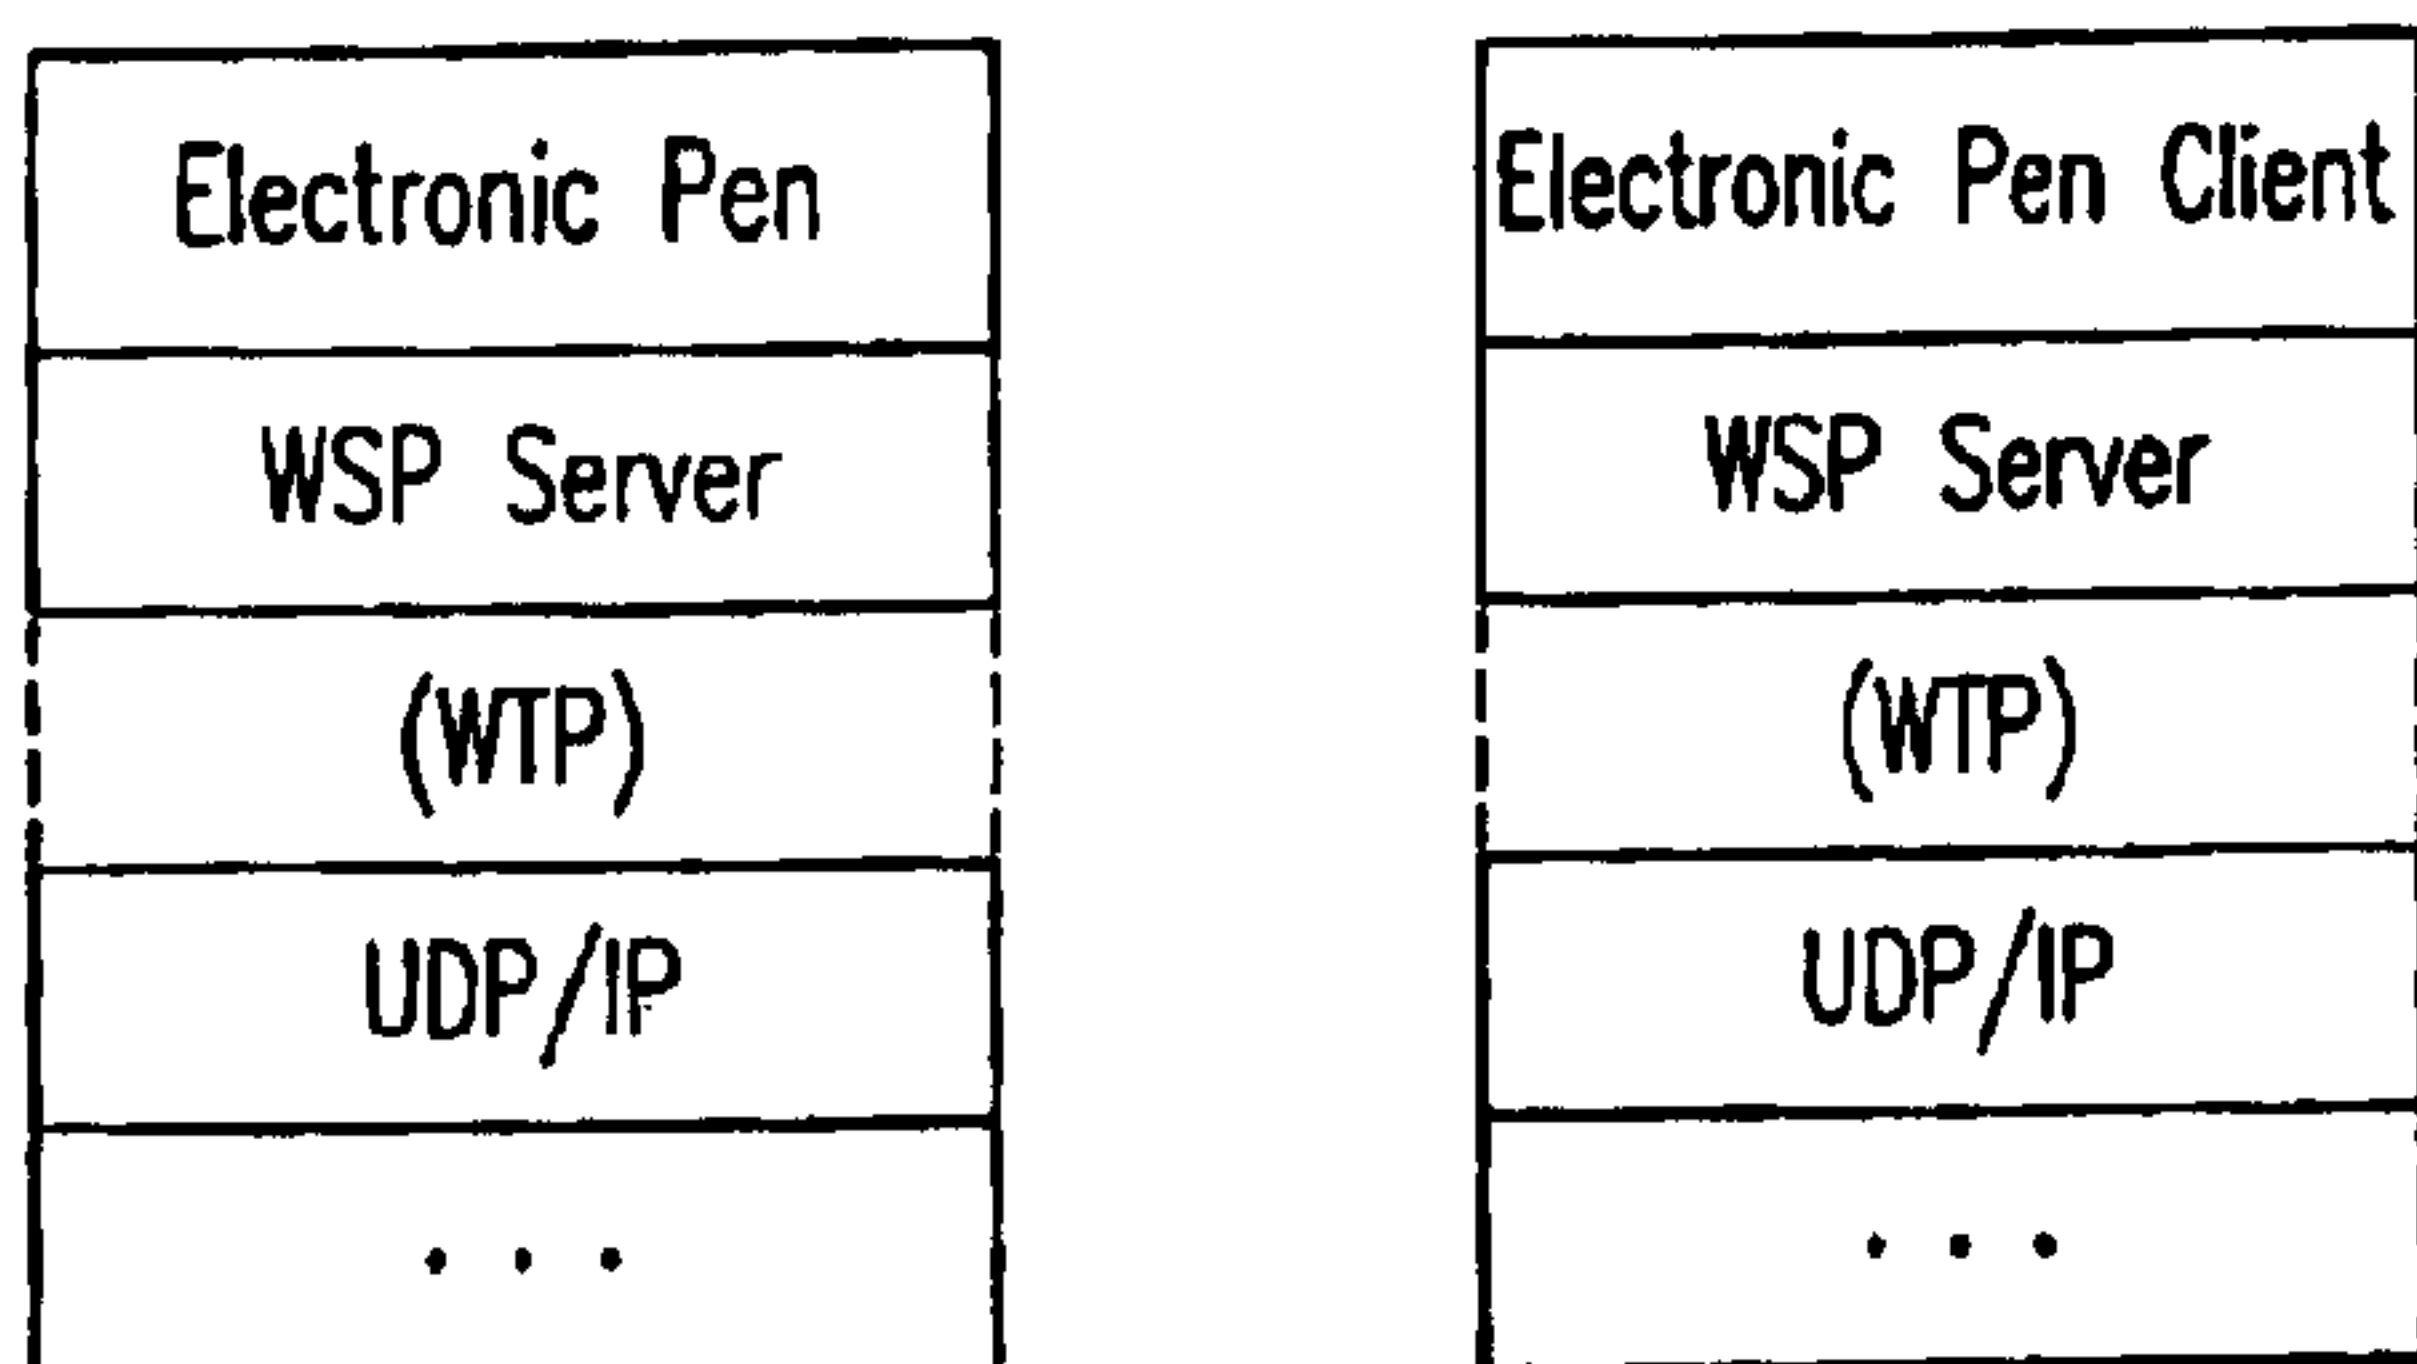 Electronic Pen
WSP Server
(WTP)
UDP/IP
. . .
Electronic Pen Client
WSP Server
(WTP)
UDP/IP
. . .